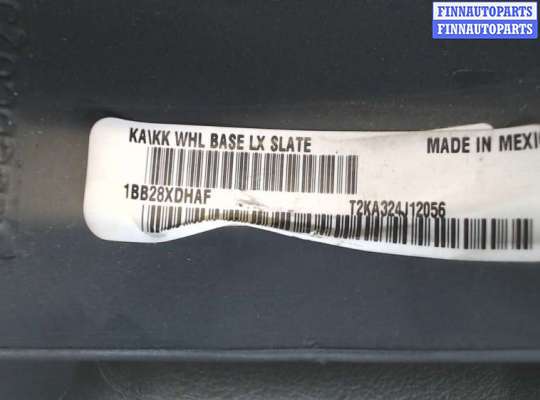 FINNAUTOPARTS
FINNAUTOPARTS
KA\KK WHL BASE LX SLATE
MADE IN MEXI
1BB28XDHAF
T2KA324J12056